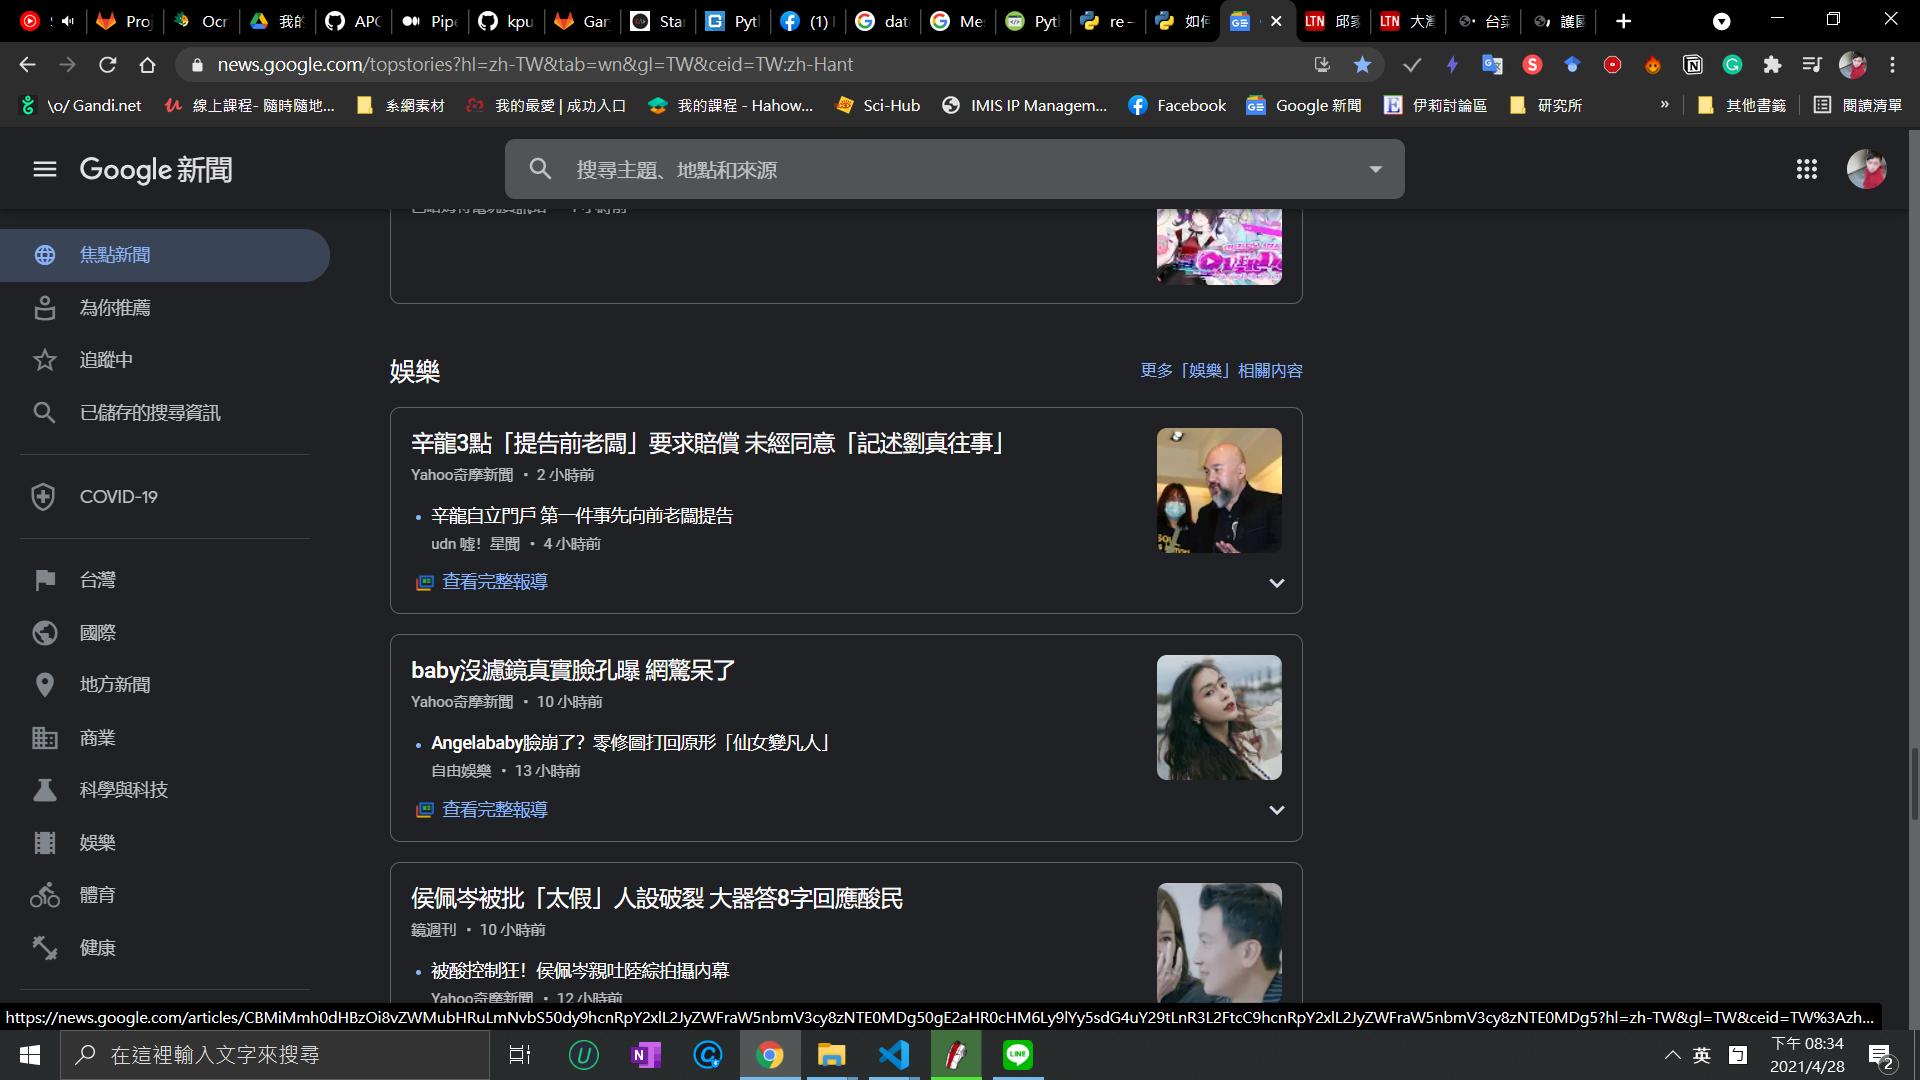 Proj
Ocr
我的
APC
Pipe
kpu
Gar
Star
Pyt
(1)
dat
Me
Pyt
re –
如何
邱家
大湾
台菜
護國
news.google.com/topstories?hl=zh-TW&tab=wn&gl=TW&ceid=TW:zh-Hant
\o/ Gandi.net
線上課程- 隨時隨地...
系網素材
我的最愛 | 成功入口
我的課程 - Hahow...
Sci-Hub
IMIS IP Managem...
Facebook
Google 新聞
伊莉討論區
研究所
»
其他書籤
閱讀清單
Google 新聞
搜尋主題、地點和來源
焦點新聞
為你推薦
追蹤中
已儲存的搜尋資訊
COVID-19
台灣
國際
地方新聞
商業
科學與科技
娛樂
體育
健康
娛樂
更多「娛樂」相關內容
辛龍3點「提告前老闆」要求賠償 未經同意「記述劉真往事」
Yahoo奇摩新聞 • 2 小時前
辛龍自立門戶 第一件事先向前老闆提告
udn 噓！星聞 • 4 小時前
查看完整報導
baby沒濾鏡真實臉孔曝 網驚呆了
Yahoo奇摩新聞 • 10 小時前
Angelababy臉崩了？零修圖打回原形「仙女變凡人」
自由娛樂 • 13 小時前
查看完整報導
侯佩岑被批「太假」人設破裂 大器答8字回應酸民
鏡週刊 • 10 小時前
被酸控制狂！侯佩岑親吐陸綜拍攝內幕
Yahoo奇摩新聞 • 12 小時前
https://news.google.com/articles/CBMiMmh0dHBzOi8vZWMubHRuLmNvbS50dy9hcnRpY2xlL2JyZWFraW5nbmV3cy8zNTE0MDg50gE2aHR0cHM6Ly9lYy5sdG4uY29tLnR3L2FtcC9hcnRpY2xlL2JyZWFraW5nbmV3cy8zNTE0MDg5?hl=zh-TW&gl=TW&ceid=TW%3Azh...
在這裡輸入文字來搜尋
英
下午 08:34
2021/4/28
2